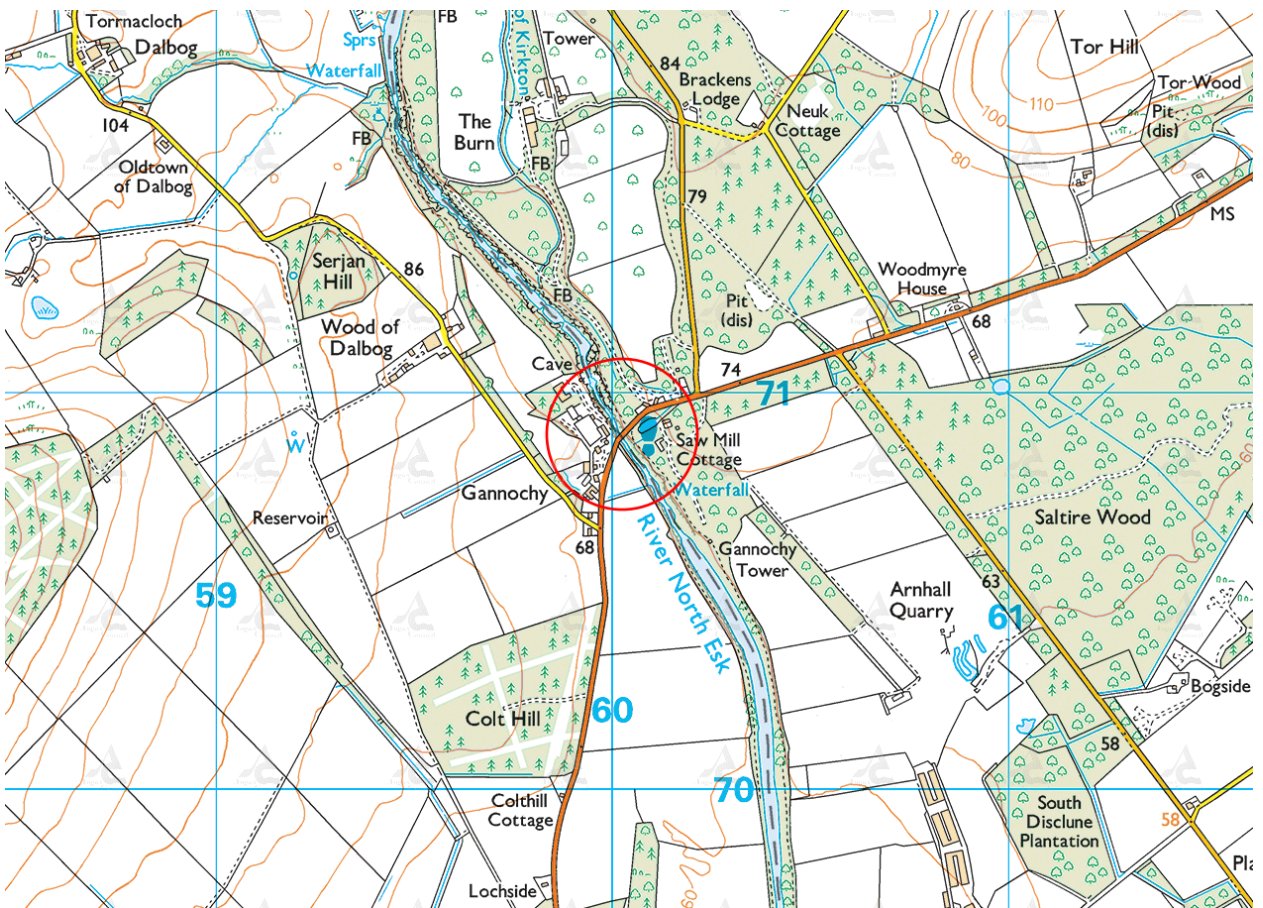 Tornacloch
Dalbog
Sprs
Waterfall
FB
of Kirkton
Tower
84
Brackens
Lodge
Neuk
Cottage
Tor Hill
110
100
80
Tor Wood
Pit
(dis)
MS
104
Oldtown
of Dalbog
FB
The
Burn
FB
79
Serjan
Hill
86
Wood of
Dalbog
FB
Pit
(dis)
Woodmyre
House
68
Cave
74
71
W
Saw Mill
Cottage
Waterfall
Gannochy
Reservoir
68
River North Esk
Gannochy
Tower
Saltire Wood
60
59
Arnhall
Quarry
63
61
Colt Hill
60
Bogside
58
70
Colthill
Cottage
South
Disclune
Plantation
58
Pla
Lochside
60